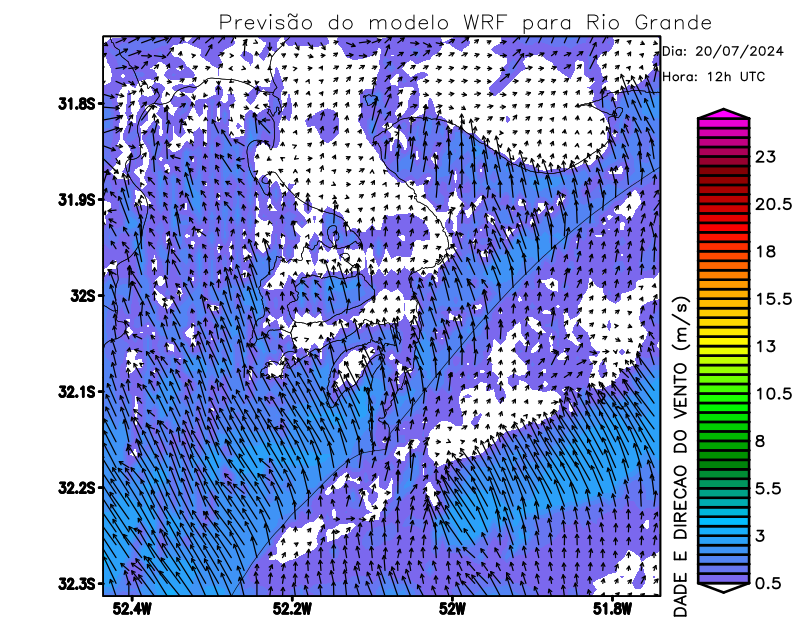 Previsão do modelo WRF para Rio Grande
Dia: 20/07/2024
Hora: 12h UTC
31.8S
31.9S
32S
32.1S
32.2S
32.3S
52.4W
52.2W
52W
51.8W
23
20.5
18
15.5
13
10.5
8
5.5
3
0.5
DADE E DIRECAO DO VENTO (m/s)